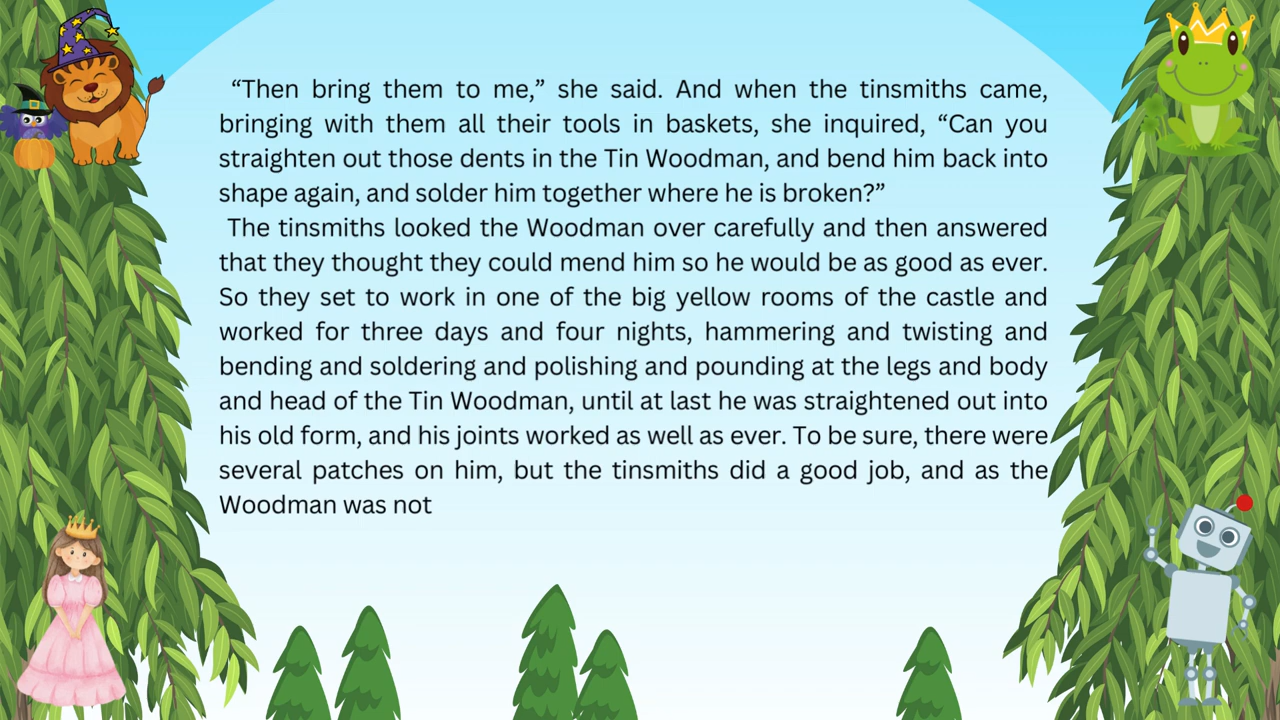 “Then bring them to me,” she said. And when the tinsmiths came,
bringing with them all their tools in baskets, she inquired, “Can you
straighten out those dents in the Tin Woodman, and bend him back into
shape again, and solder him together where he is broken?”
The tinsmiths looked the Woodman over carefully and then answered
that they thought they could mend him so he would be as good as ever.
So they set to work in one of the big yellow rooms of the castle and
worked for three days and four nights, hammering and twisting and
bending and soldering and polishing and pounding at the legs and body
and head of the Tin Woodman, until at last he was straightened out into
his old form, and his joints worked as well as ever. To be sure, there were
several patches on him, but the tinsmiths did a good job, and as the
Woodman was not